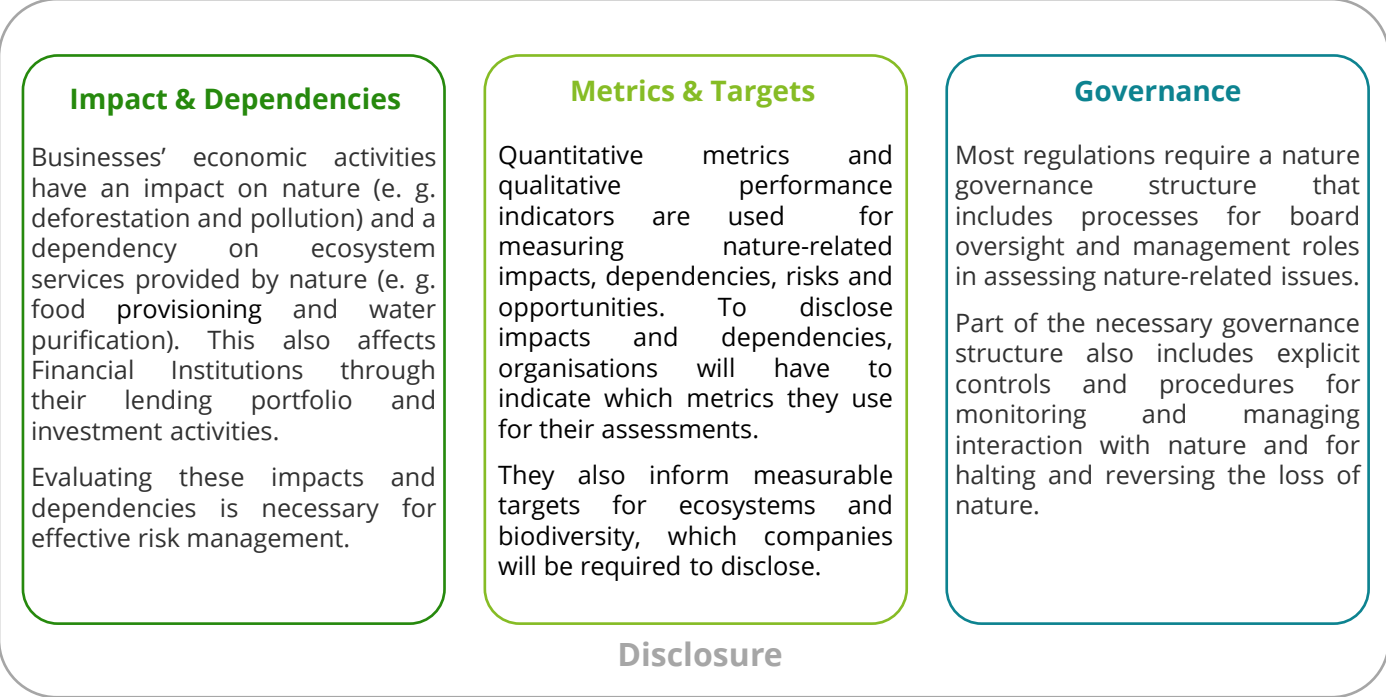 Impact & Dependencies
Businesses’ economic activities
have an impact on nature (e. g.
deforestation and pollution) and a
dependency on ecosystem
services provided by nature (e. g.
food provisioning and water
purification). This also affects
Financial Institutions through
their lending portfolio and
investment activities.
Evaluating these impacts and
dependencies is necessary for
effective risk management.
Metrics & Targets
Quantitative metrics and
qualitative performance
indicators are used for
measuring nature-related
impacts, dependencies, risks and
opportunities. To disclose
impacts and dependencies,
organisations will have to
indicate which metrics they use
for their assessments.
They also inform measurable
targets for ecosystems and
biodiversity, which companies
will be required to disclose.
Governance
Most regulations require a nature
governance structure that
includes processes for board
oversight and management roles
in assessing nature-related issues.
Part of the necessary governance
structure also includes explicit
controls and procedures for
monitoring and managing
interaction with nature and for
halting and reversing the loss of
nature.
Disclosure